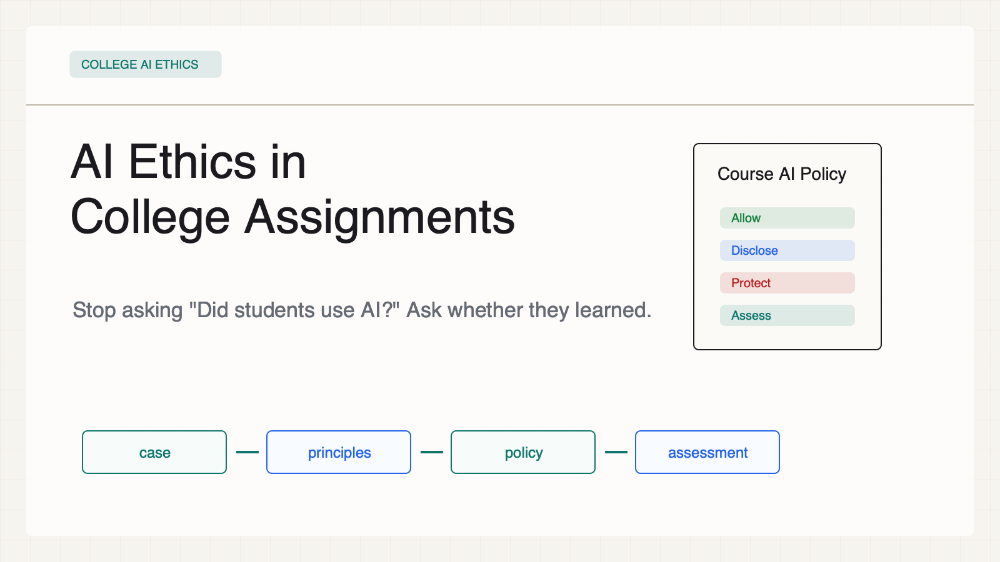 COLLEGE AI ETHICS
AI Ethics in
College Assignments
Stop asking "Did students use AI?" Ask whether they learned.
Course AI Policy
Allow
Disclose
Protect
Assess
case
principles
policy
assessment